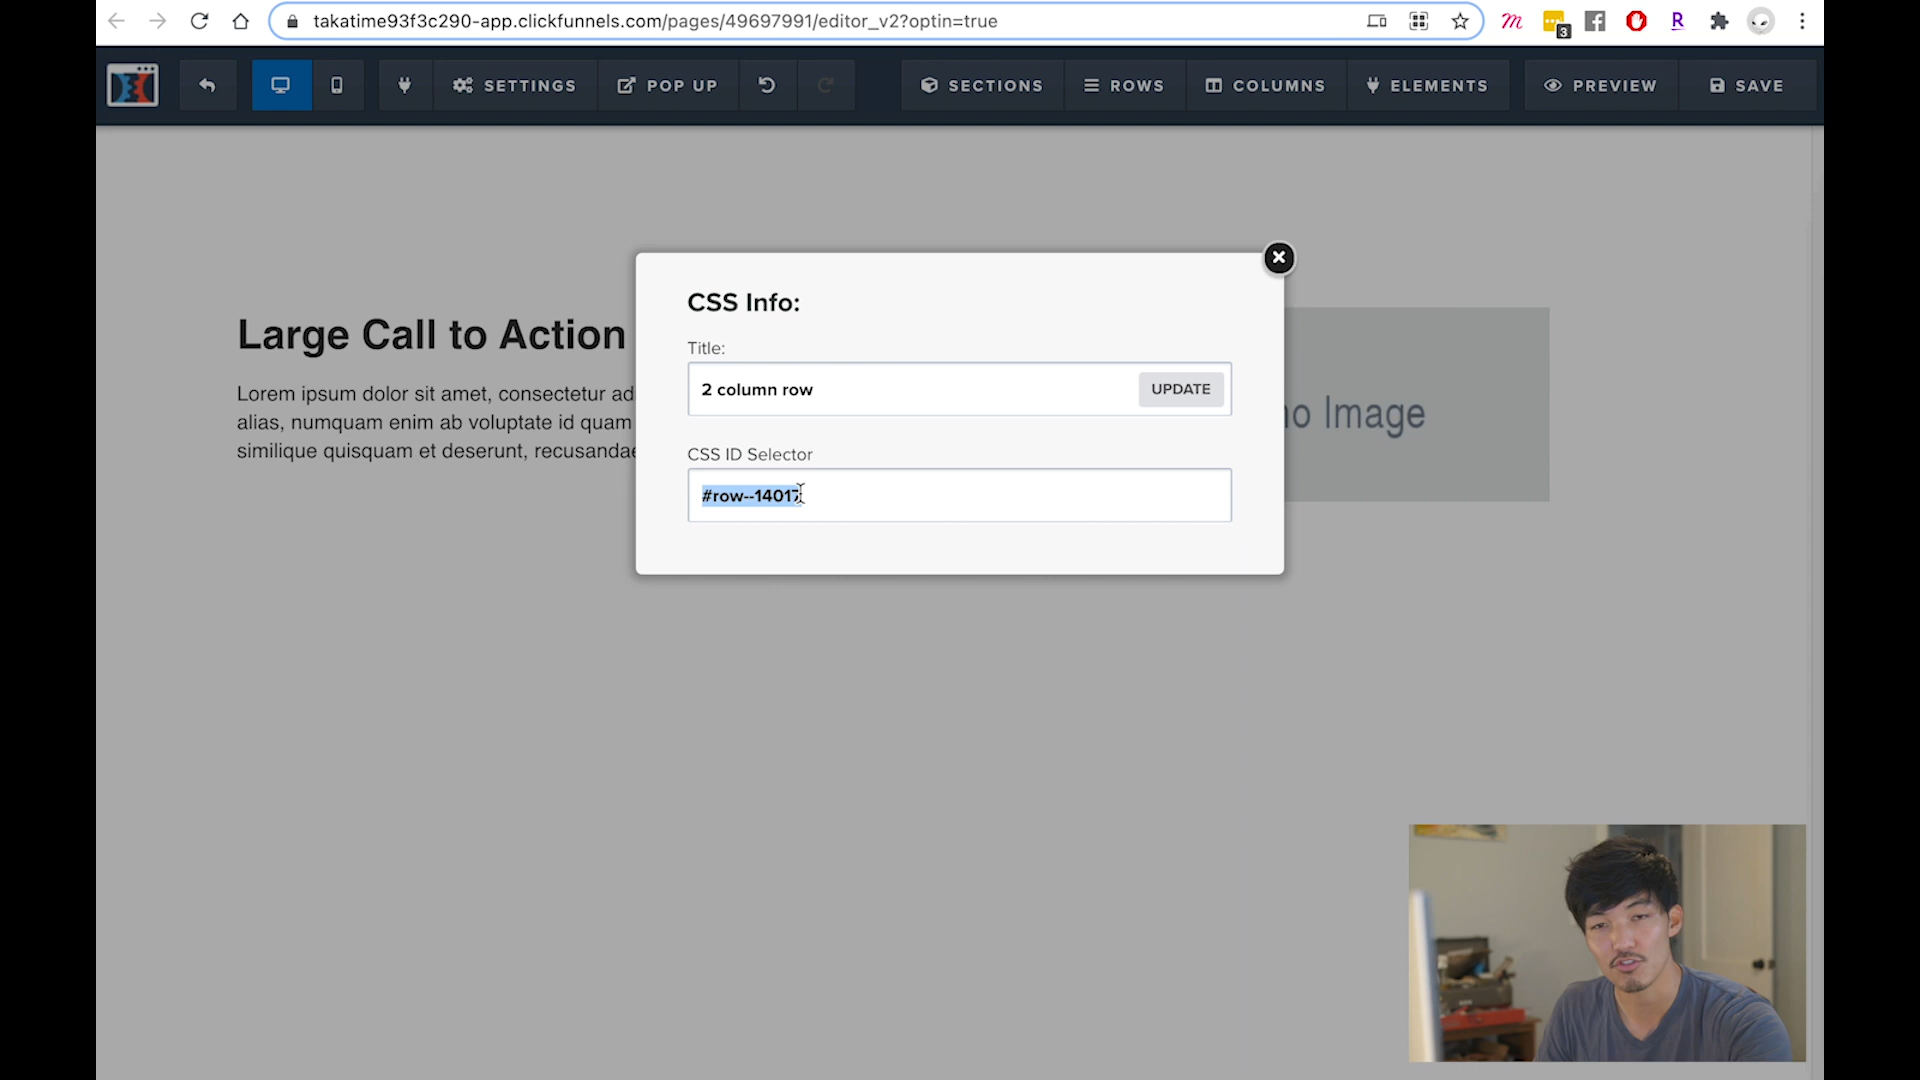 takatime93f3c290-app.clickfunnels.com/pages/49697991/editor_v2?optin=true
3
R
SETTINGS
POP UP
SECTIONS
ROWS
COLUMNS
ELEMENTS
PREVIEW
SAVE
CSS Info:
Title:
2 column row
UPDATE
CSS ID Selector
#row--14017
Large Call to Action
Lorem ipsum dolor sit amet, consectetur ad
alias, numquam enim ab voluptate id quam
similique quisquam et deserunt, recusandae
no Image